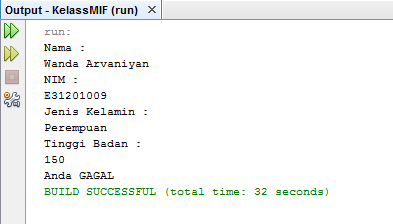 Output - KelassMIF (run)
run:
Nama :
Wanda Arvaniyan
NIM :
E31201009
Jenis Kelamin :
Perempuan
Tinggi Badan :
150
Anda GAGAL
BUILD SUCCESSFUL (total time: 32 seconds)